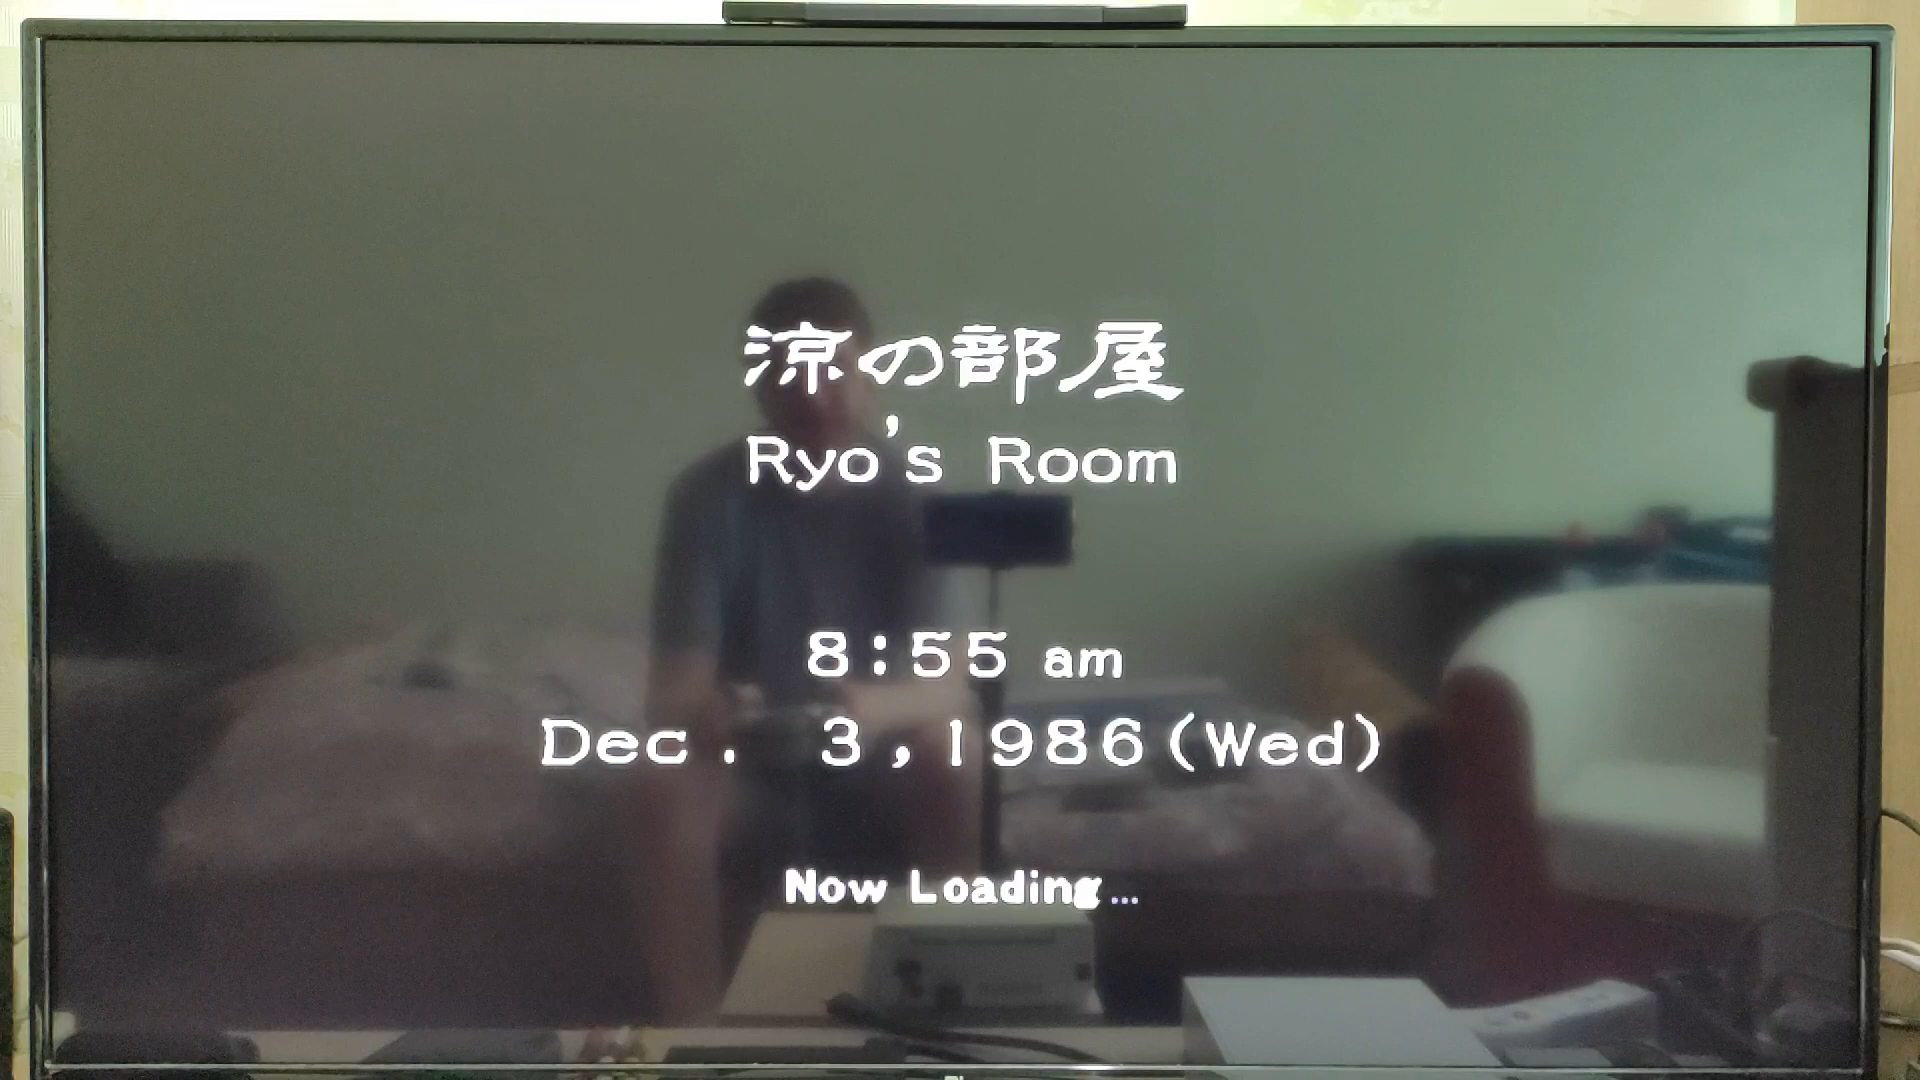 涼の部屋
Ryo's Room
8:55 am
Dec. 3,1986(Wed)
Now Loading...